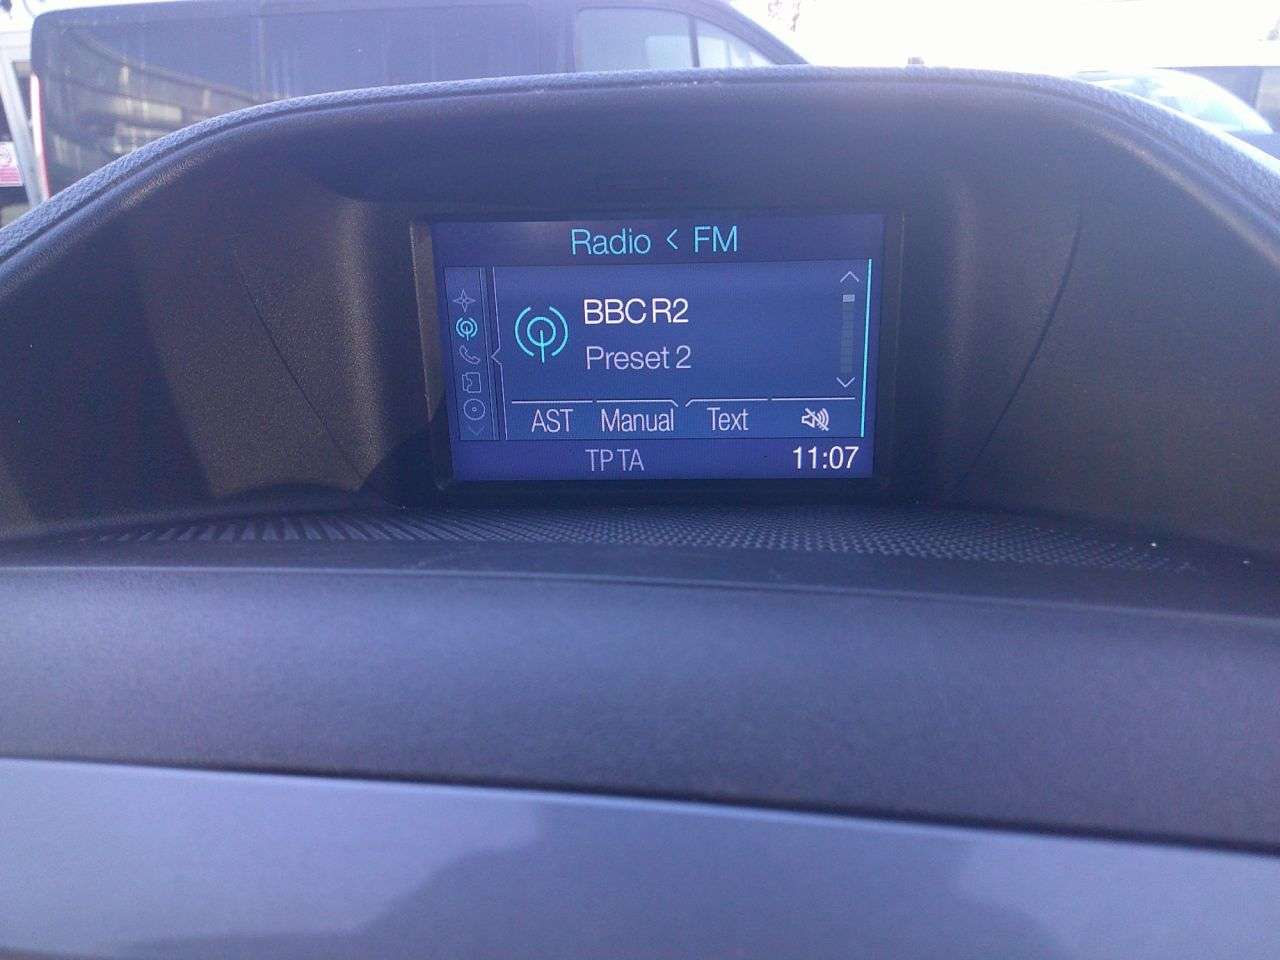 Radio < FM
BBC R2
Preset 2
AST Manual Text
TP TA 11:07